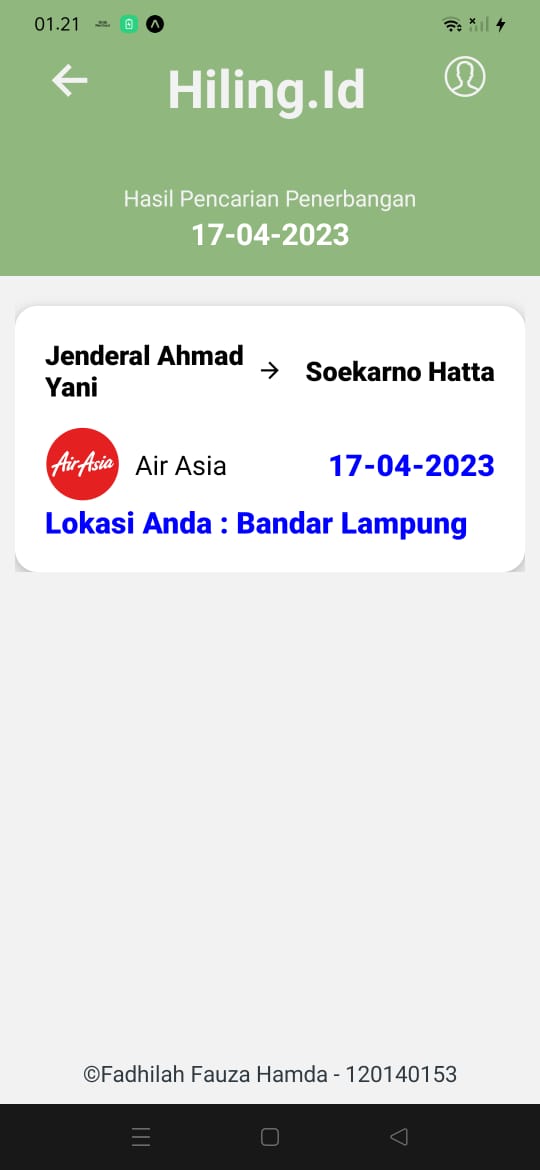 01.21
Hiling.Id
Hasil Pencarian Penerbangan
17-04-2023
Jenderal Ahmad
Yani
→
Soekarno Hatta
AirAsia
Air Asia
17-04-2023
Lokasi Anda : Bandar Lampung
©Fadhilah Fauza Hamda - 120140153